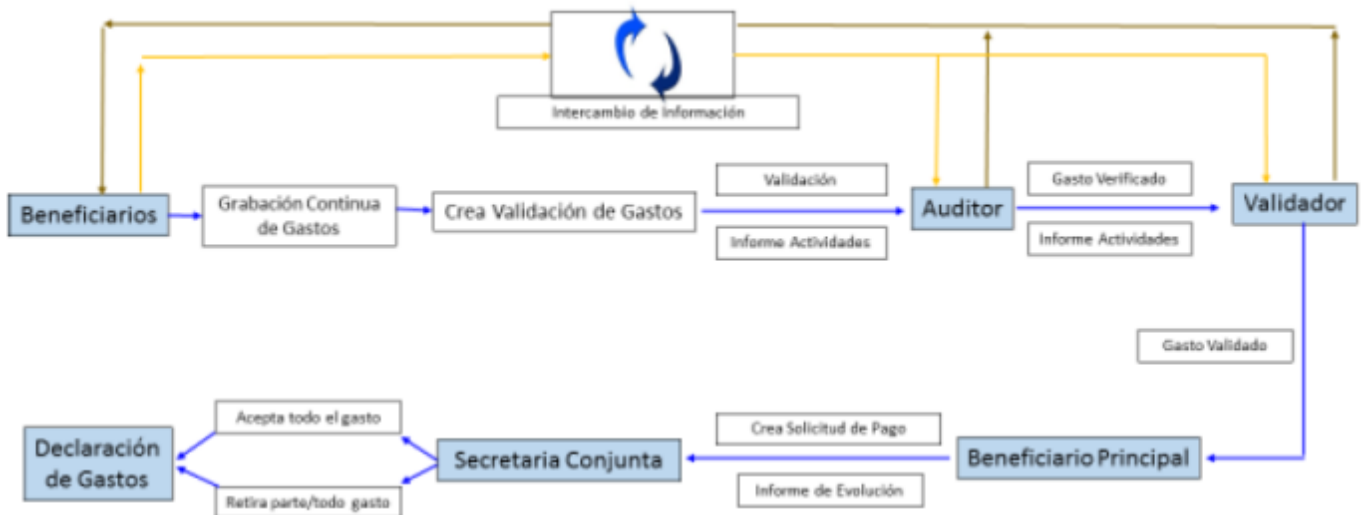 Intercambio de Información
Validación
Gasto Verificado
Beneficiarios
Grabación Continua
de Gastos
Crea Validación de Gastos
Auditor
Validador
Informe Actividades
Informe Actividades
Gasto Validado
Acepta todo el gasto
Crea Solicitud de Pago
Declaración
de Gastos
Secretaria Conjunta
Beneficiario Principal
Retira parte/todo gasto
Informe de Evolución